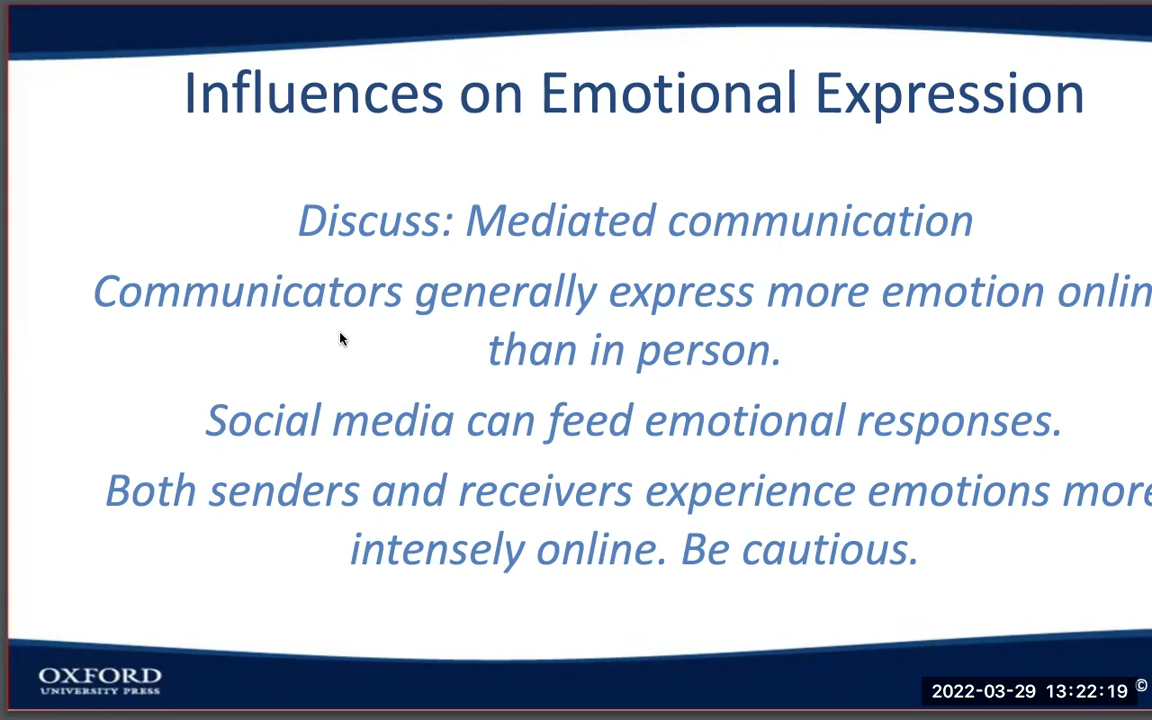 Influences on Emotional Expression
Discuss: Mediated communication
Communicators generally express more emotion onlin
than in person.
Social media can feed emotional responses.
Both senders and receivers experience emotions more
intensely online. Be cautious.
OXFORD
UNIVERSITY PRESS
2022-03-29 13:22:19 ©